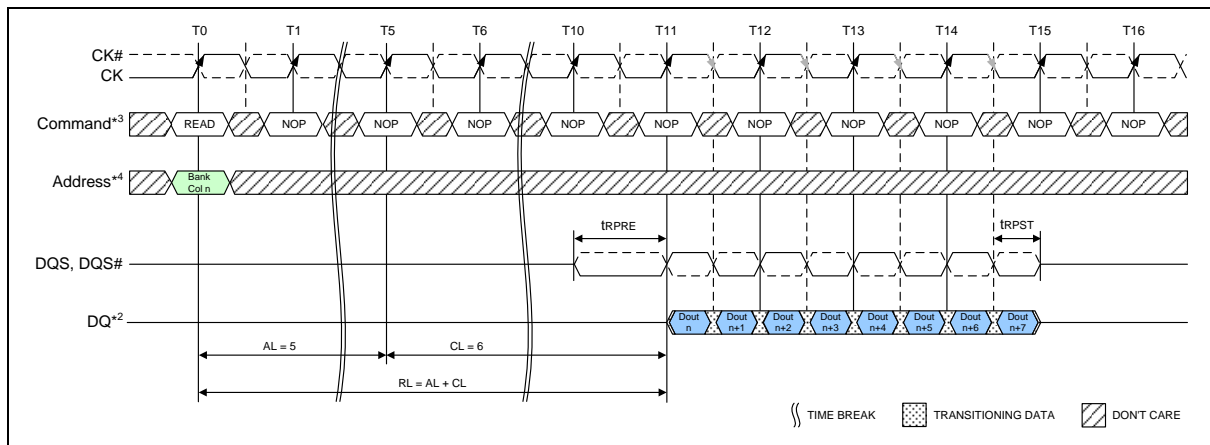 T0 T1 T5 T6 T10 T11 T12 T13 T14 T15 T16
CK#
CK
Command*3 READ NOP NOP NOP NOP NOP NOP NOP NOP NOP NOP
Address*4 Bank
Col n
tRPRE tRPST
DQS, DQS#
DQ*2 Dout
n Dout
n+1 Dout
n+2 Dout
n+3 Dout
n+4 Dout
n+5 Dout
n+6 Dout
n+7
AL = 5 CL = 6
RL = AL + CL
TIME BREAK TRANSITIONING DATA DON'T CARE